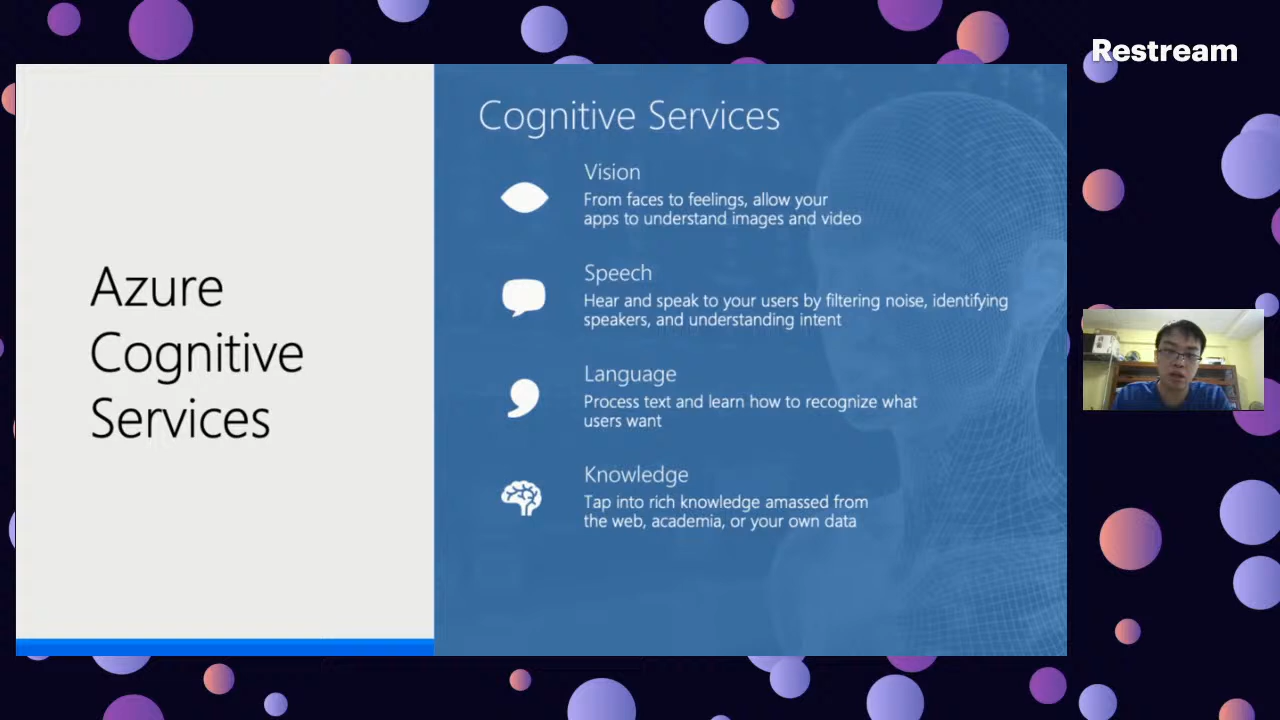 Restream
Azure
Cognitive
Services
Cognitive Services
Vision
From faces to feelings, allow your
apps to understand images and video
Speech
Hear and speak to your users by filtering noise, identifying
speakers, and understanding intent
Language
Process text and learn how to recognize what
users want
Knowledge
Tap into rich knowledge amassed from
the web, academia, or your own data